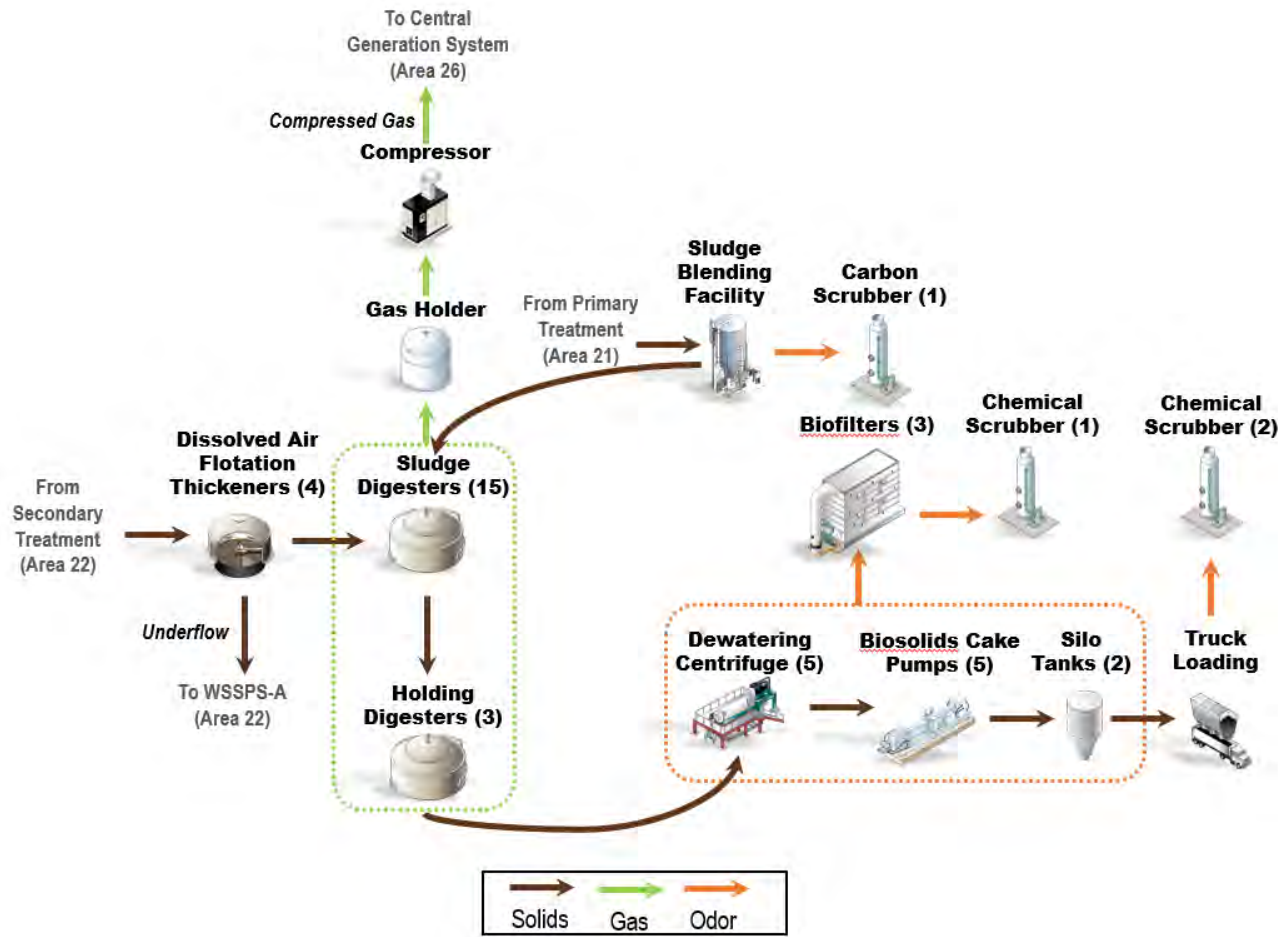 To Central
Generation System
(Area 26)
Compressed Gas
Compressor
Gas Holder
Sludge
Blending
Facility
Carbon
Scrubber (1)
From Primary
Treatment
(Area 21)
Biofilters (3)
Chemical
Scrubber (1)
Chemical
Scrubber (2)
Dissolved Air
Flotation
Thickeners (4)
Sludge
Digesters (15)
From
Secondary
Treatment
(Area 22)
Underflow
To WSSPS-A
(Area 22)
Holding
Digesters (3)
Dewatering
Centrifuge (5)
Biosolids Cake
Pumps (5)
Silo
Tanks (2)
Truck
Loading
Solids
Gas
Odor